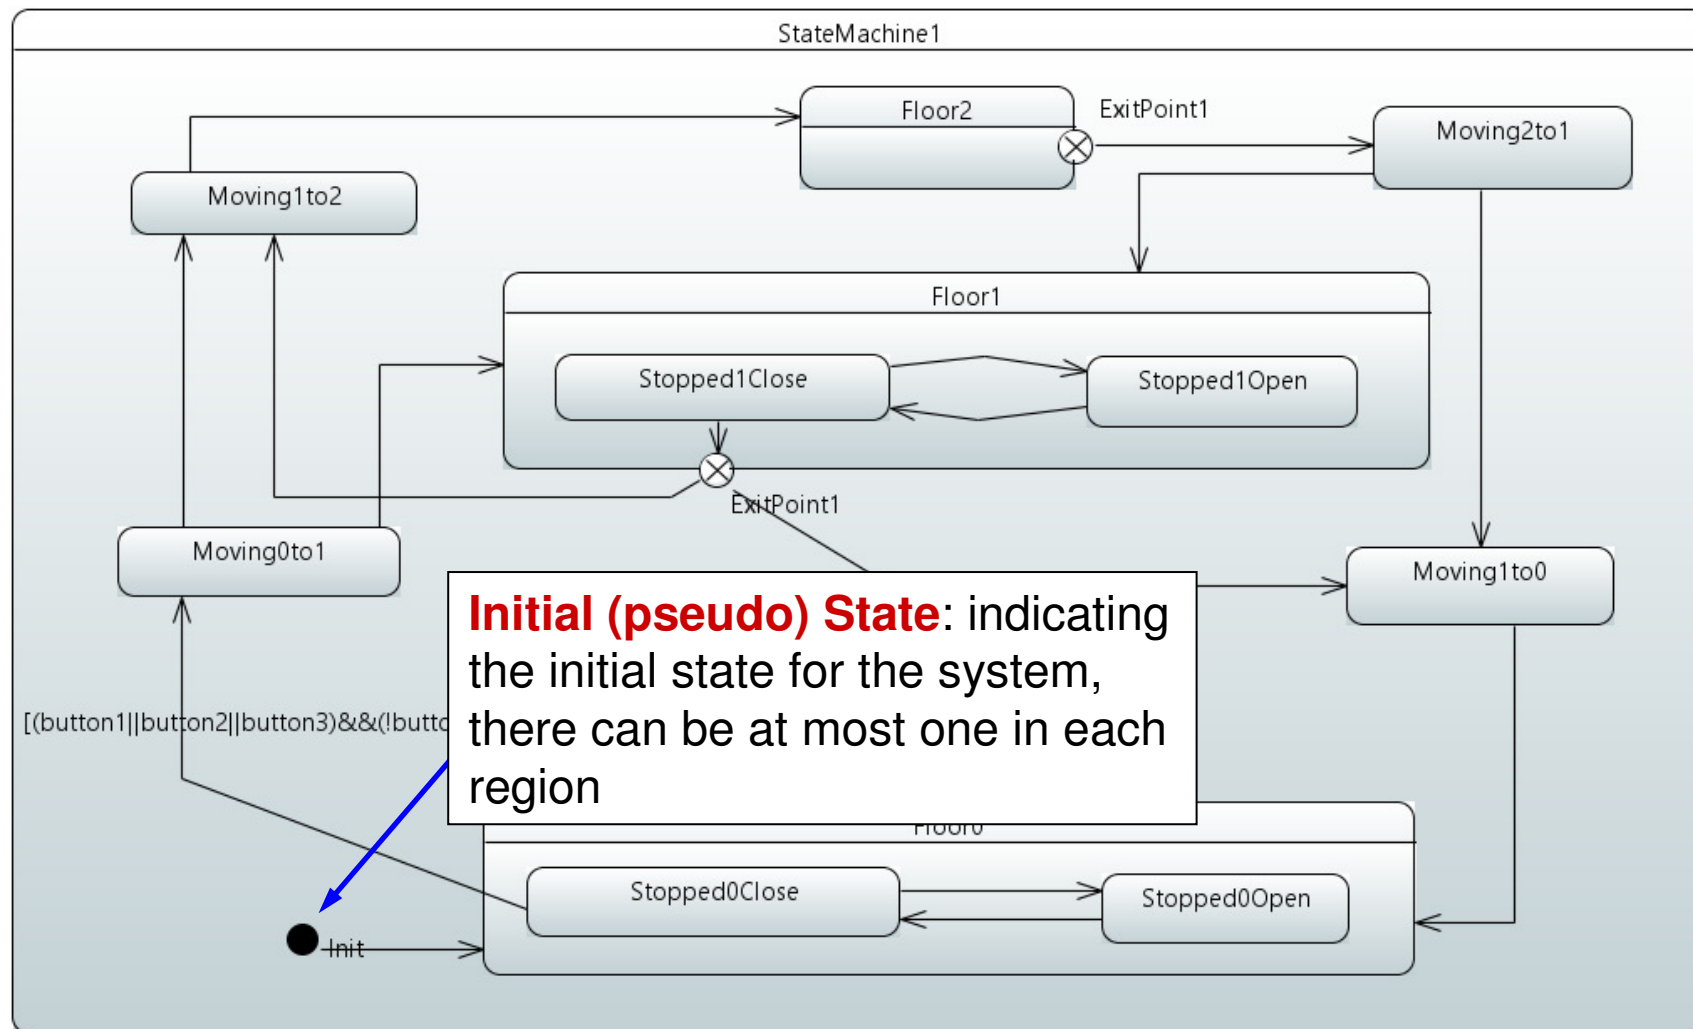 StateMachine1
Floor2
ExitPoint1
Moving2to1
Moving1to2
Floor1
Stopped1Close
Stopped1Open
ExitPoint1
Moving0to1
Moving1to0
Initial (pseudo) State: indicating
the initial state for the system,
there can be at most one in each
region
[(button1||button2||button3)&&(!butto
Floor0
Stopped0Close
Stopped0Open
Init